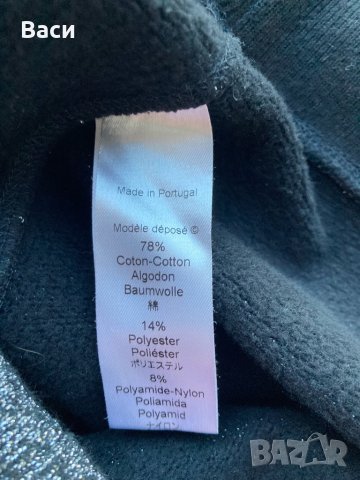 Васи
Made in Portugal
Modèle déposé ©
78%
Coton-Cotton
Algodon
Baumwolle
綿
14%
Polyester
Poliéster
ポリエステル
8%
Polyamide-Nylon
Poliamida
Polyamid
ナイロン
BAZAR